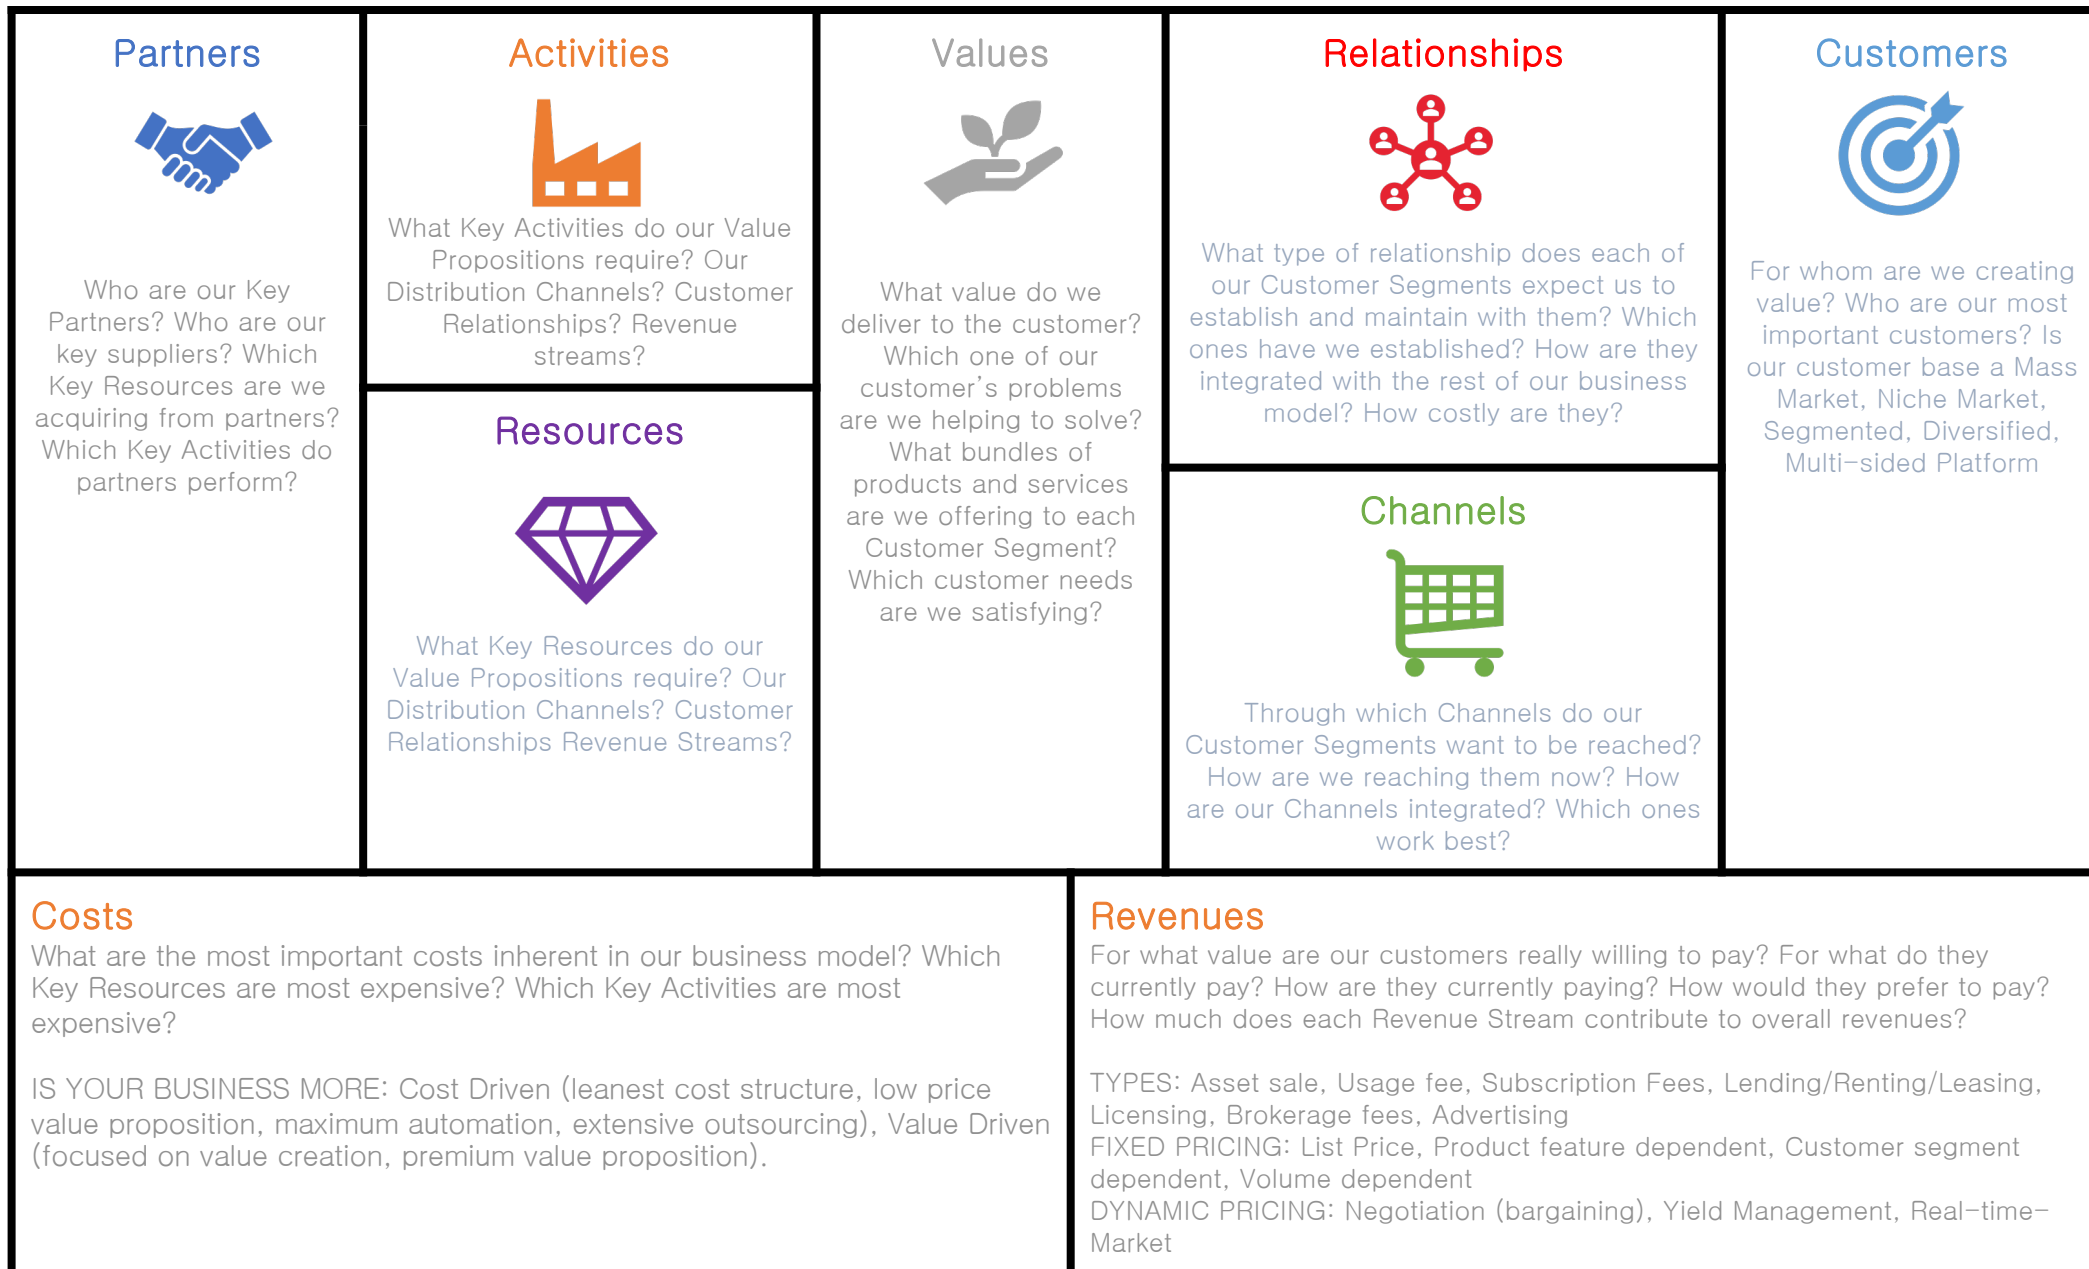 Partners
Who are our Key
Partners? Who are our
key suppliers? Which
Key Resources are we
acquiring from partners?
Which Key Activities do
partners perform?
Activities
What Key Activities do our Value
Propositions require? Our
Distribution Channels? Customer
Relationships? Revenue
streams?
Resources
What Key Resources do our
Value Propositions require? Our
Distribution Channels? Customer
Relationships Revenue Streams?
Values
What value do we
deliver to the customer?
Which one of our
customer’s problems
are we helping to solve?
What bundles of
products and services
are we offering to each
Customer Segment?
Which customer needs
are we satisfying?
Relationships
What type of relationship does each of
our Customer Segments expect us to
establish and maintain with them? Which
ones have we established? How are they
integrated with the rest of our business
model? How costly are they?
Channels
Through which Channels do our
Customer Segments want to be reached?
How are we reaching them now? How
are our Channels integrated? Which ones
work best?
Customers
For whom are we creating
value? Who are our most
important customers? Is
our customer base a Mass
Market, Niche Market,
Segmented, Diversified,
Multi-sided Platform
Costs
What are the most important costs inherent in our business model? Which
Key Resources are most expensive? Which Key Activities are most
expensive?
IS YOUR BUSINESS MORE: Cost Driven (leanest cost structure, low price
value proposition, maximum automation, extensive outsourcing), Value Driven
(focused on value creation, premium value proposition).
Revenues
For what value are our customers really willing to pay? For what do they
currently pay? How are they currently paying? How would they prefer to pay?
How much does each Revenue Stream contribute to overall revenues?
TYPES: Asset sale, Usage fee, Subscription Fees, Lending/Renting/Leasing,
Licensing, Brokerage fees, Advertising
FIXED PRICING: List Price, Product feature dependent, Customer segment
dependent, Volume dependent
DYNAMIC PRICING: Negotiation (bargaining), Yield Management, Real-time-
Market